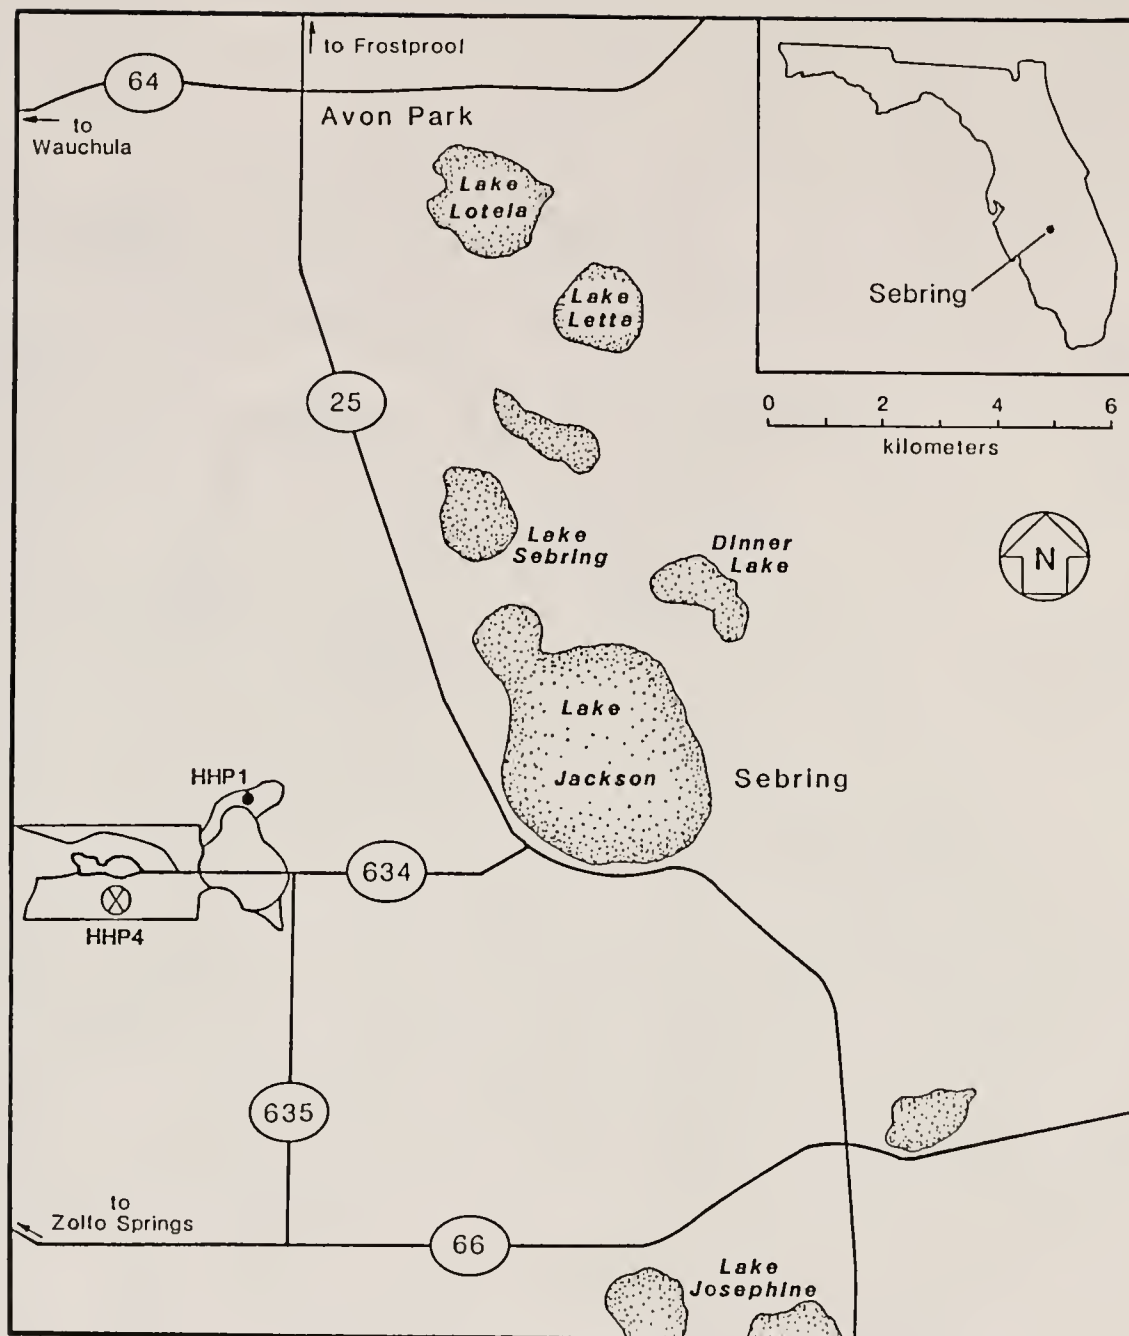 to Frostproof
64
to
Wauchula
Avon Park
Lake
Lotela
Lake
Letta
Sebring
25
0 2 4 6
kilometers
Lake
Sebring
Dinner
Lake
N
Lake
Jackson
Sebring
HHP1
634
HHP4
635
to
Zolfo Springs
66
Lake
Josephine